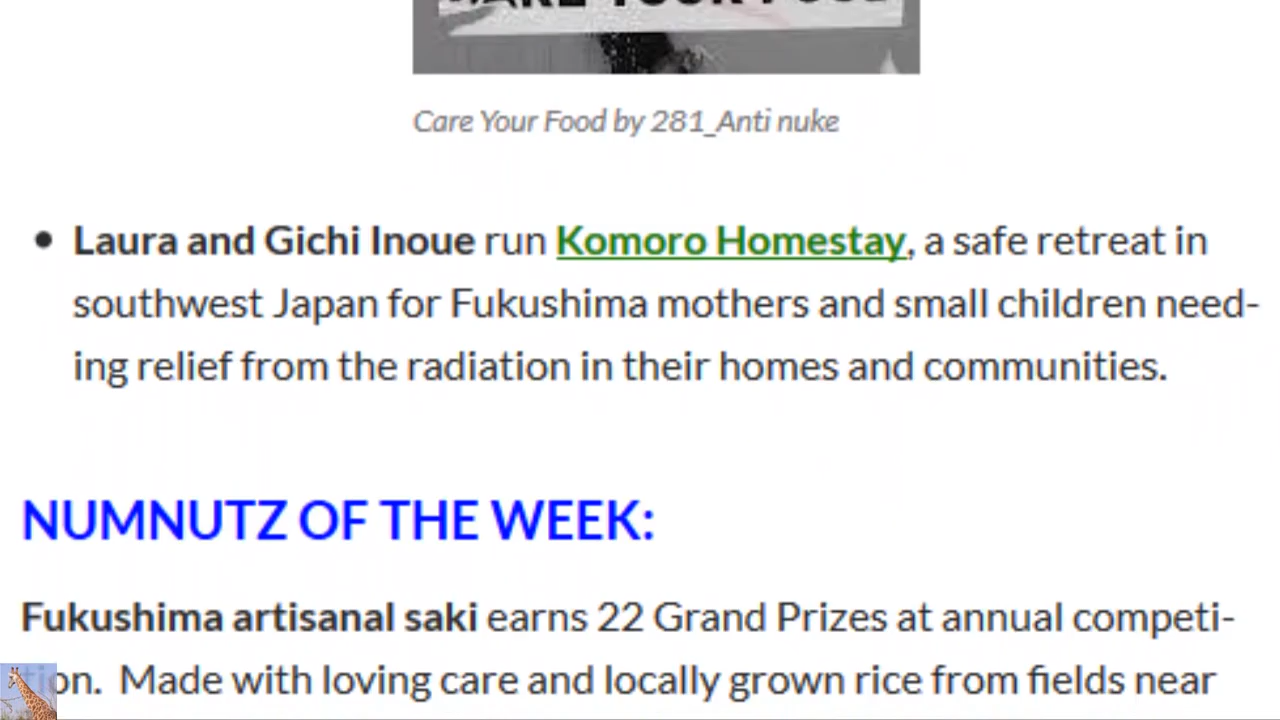 YOUR FOOD
Care Your Food by 281_Anti nuke
• Laura and Gichi Inoue run Komoro Homestay, a safe retreat in
southwest Japan for Fukushima mothers and small children need-
ing relief from the radiation in their homes and communities.
NUMNUTZ OF THE WEEK:
Fukushima artisanal saki earns 22 Grand Prizes at annual competi-
tion. Made with loving care and locally grown rice from fields near